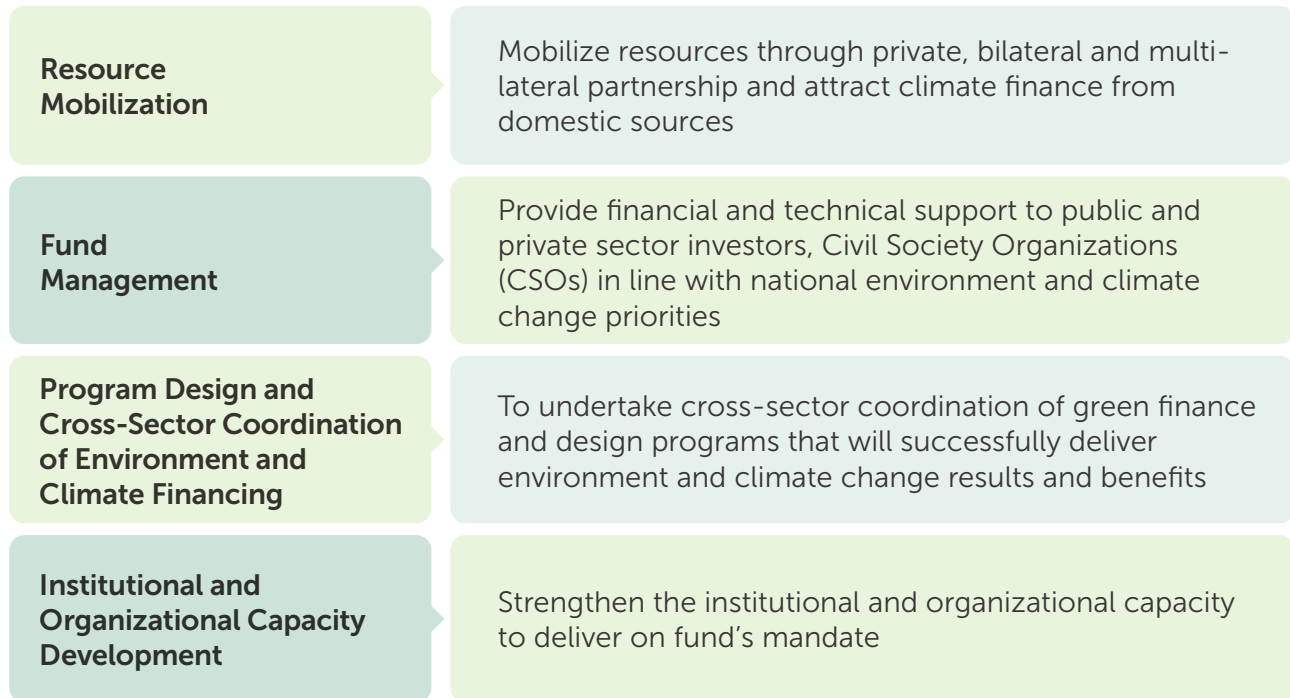 Resource
Mobilization
Mobilize resources through private, bilateral and multi-
lateral partnership and attract climate finance from
domestic sources
Fund
Management
Provide financial and technical support to public and
private sector investors, Civil Society Organizations
(CSOs) in line with national environment and climate
change priorities
Program Design and
Cross-Sector Coordination
of Environment and
Climate Financing
To undertake cross-sector coordination of green finance
and design programs that will successfully deliver
environment and climate change results and benefits
Institutional and
Organizational Capacity
Development
Strengthen the institutional and organizational capacity
to deliver on fund’s mandate